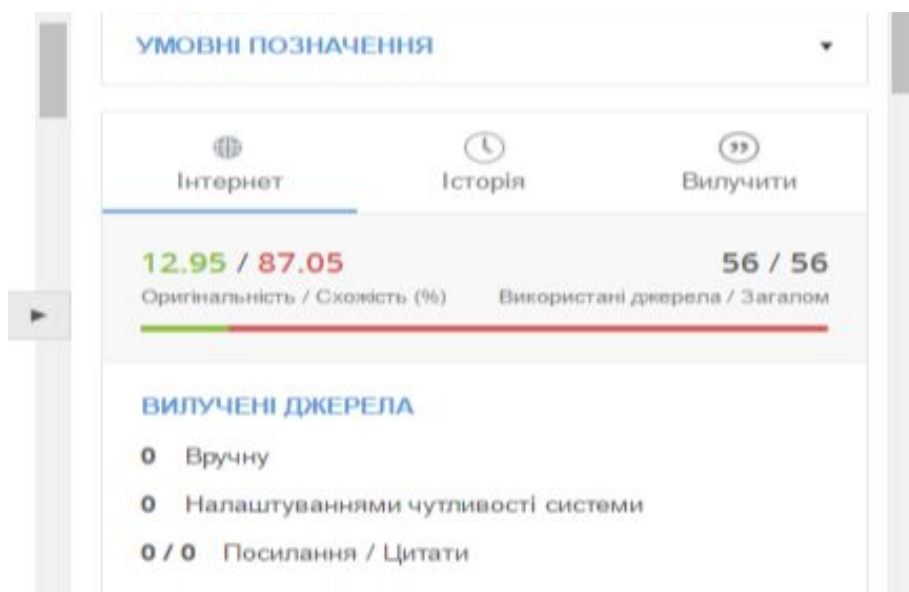 УМОВНІ ПОЗНАЧЕННЯ
Інтернет Історія Вилучити
12.95 / 87.05 56 / 56
Оригінальність / Схожість (%) Використані джерела / Загалом
ВИЛУЧЕНІ ДЖЕРЕЛА
0 Вручну
0 Налаштуваннями чутливості системи
0 / 0 Посилання / Цитати